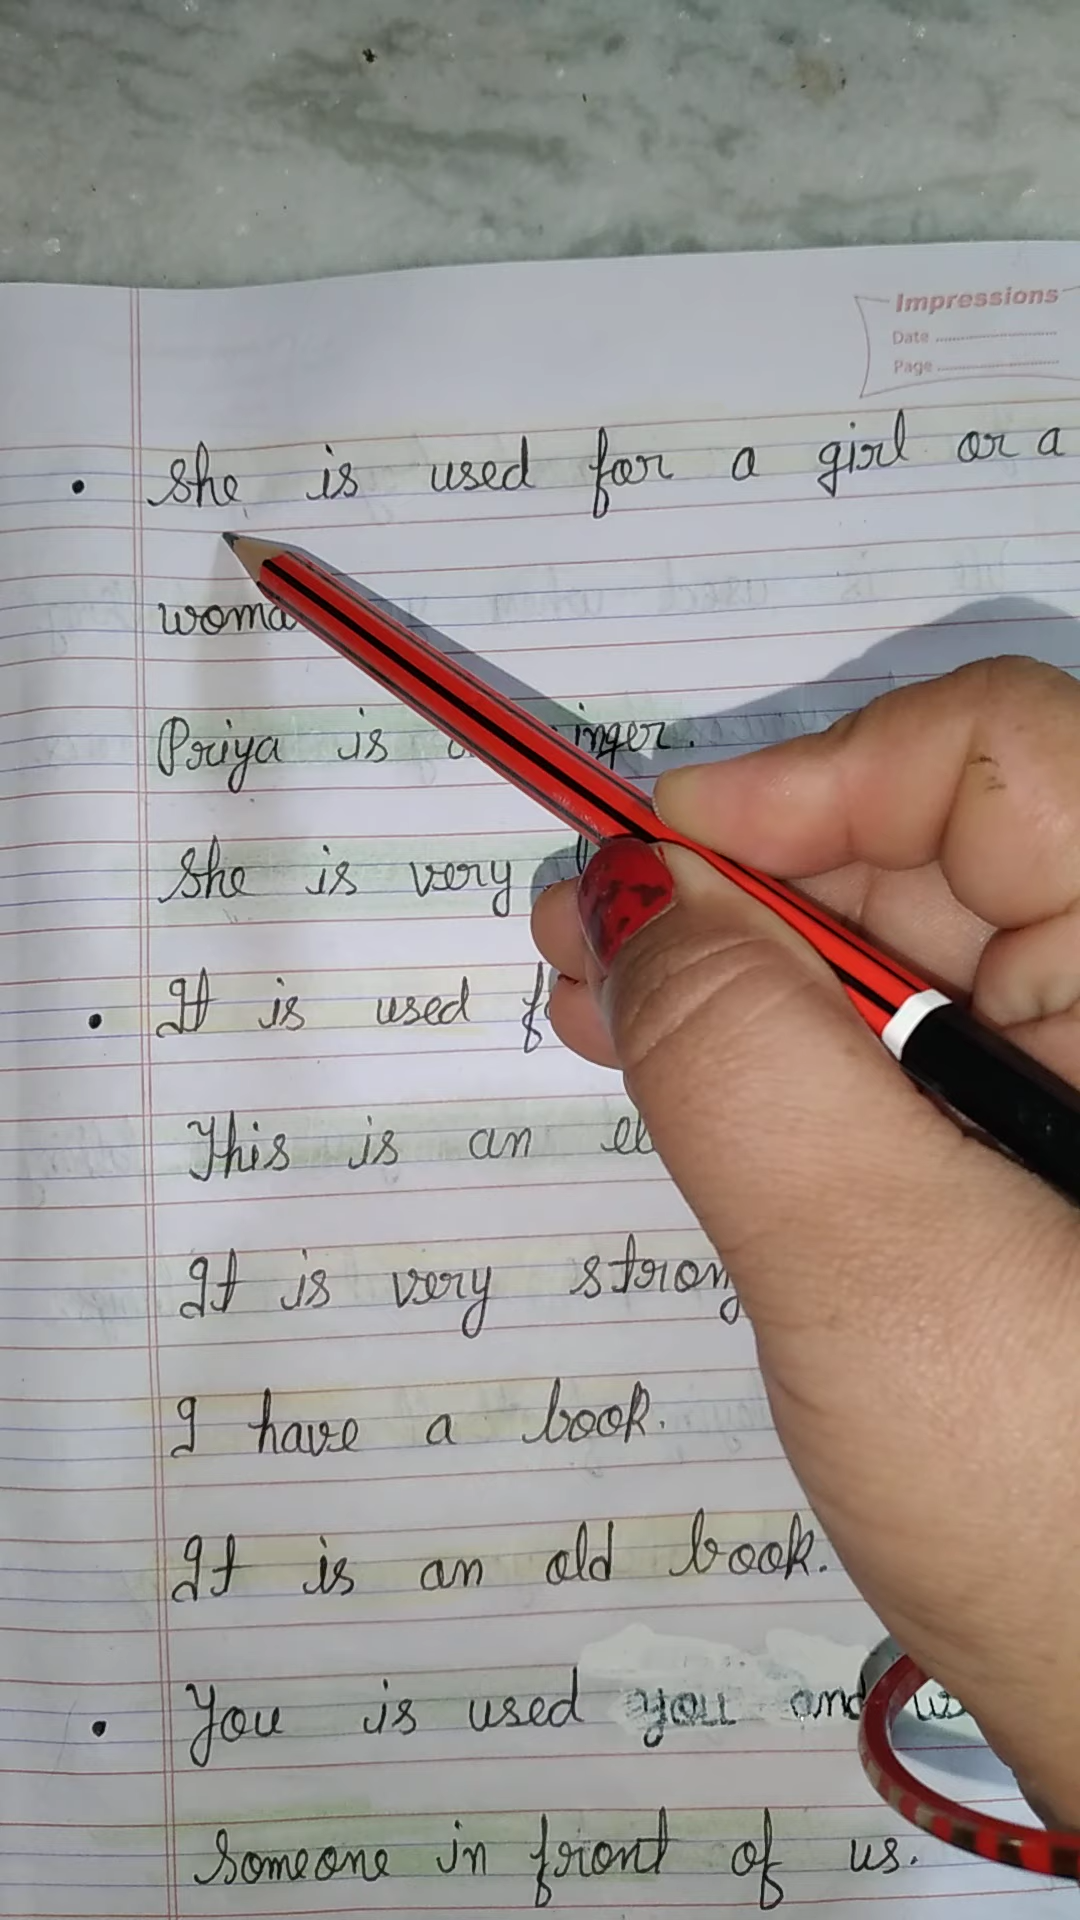 Impressions
Date
Page
She is used for a girl or a
Priya is
She is very
It is used
This is an
It is very
I have a book.
It is an old book.
You is used you and
Someone in front of us.